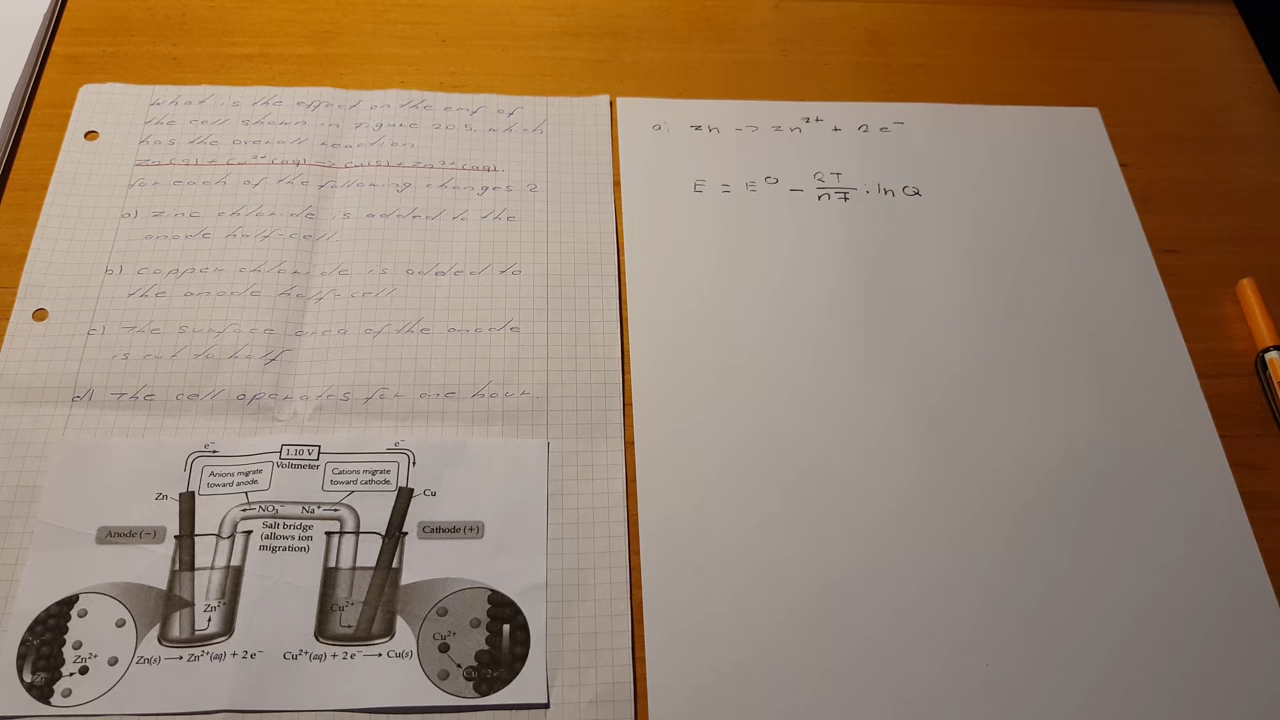 What is the effect on the emf of
the cell shown in Figure 20.5, which
has the overall reaction
Zn(s) + Cu²⁺(aq) -> Cu(s) + Zn²⁺(aq),
for each of the following changes?
a) zinc chloride is added to the
anode half-cell.
b) copper chloride is added to
the anode half-cell
c) The surface area of the anode
is cut to half.
d) The cell operates for one hour.
e⁻
1.10 V
e⁻
Voltmeter
Anions migrate
toward anode.
Cations migrate
toward cathode.
Zn
Cu
NO₃⁻
Na⁺
Salt bridge
(allows ion
migration)
Anode (−)
Cathode (+)
Zn²⁺
Cu²⁺
2e⁻
Zn²⁺
Zn
Zn(s) ⟶ Zn²⁺(aq) + 2 e⁻
Cu²⁺(aq) + 2 e⁻ ⟶ Cu(s)
Cu²⁺
Cu
2e⁻
a: Zn -> Zn²⁺ + 2 e⁻
E = E⁰ - RT/nF · ln Q